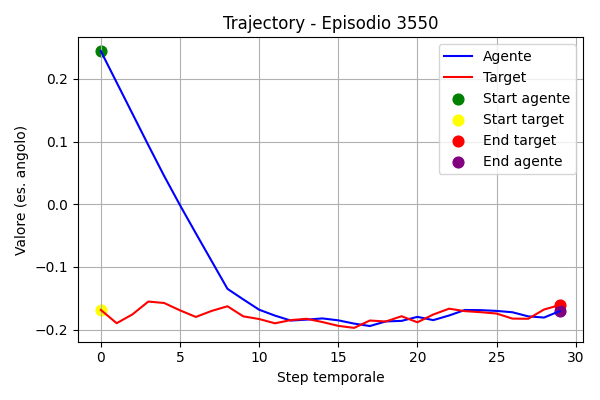 Trajectory - Episodio 3550
Agente
Target
Start agente
Start target
End target
End agente
Valore (es. angolo)
0.2
0.1
0.0
−0.1
−0.2
0 5 10 15 20 25 30
Step temporale